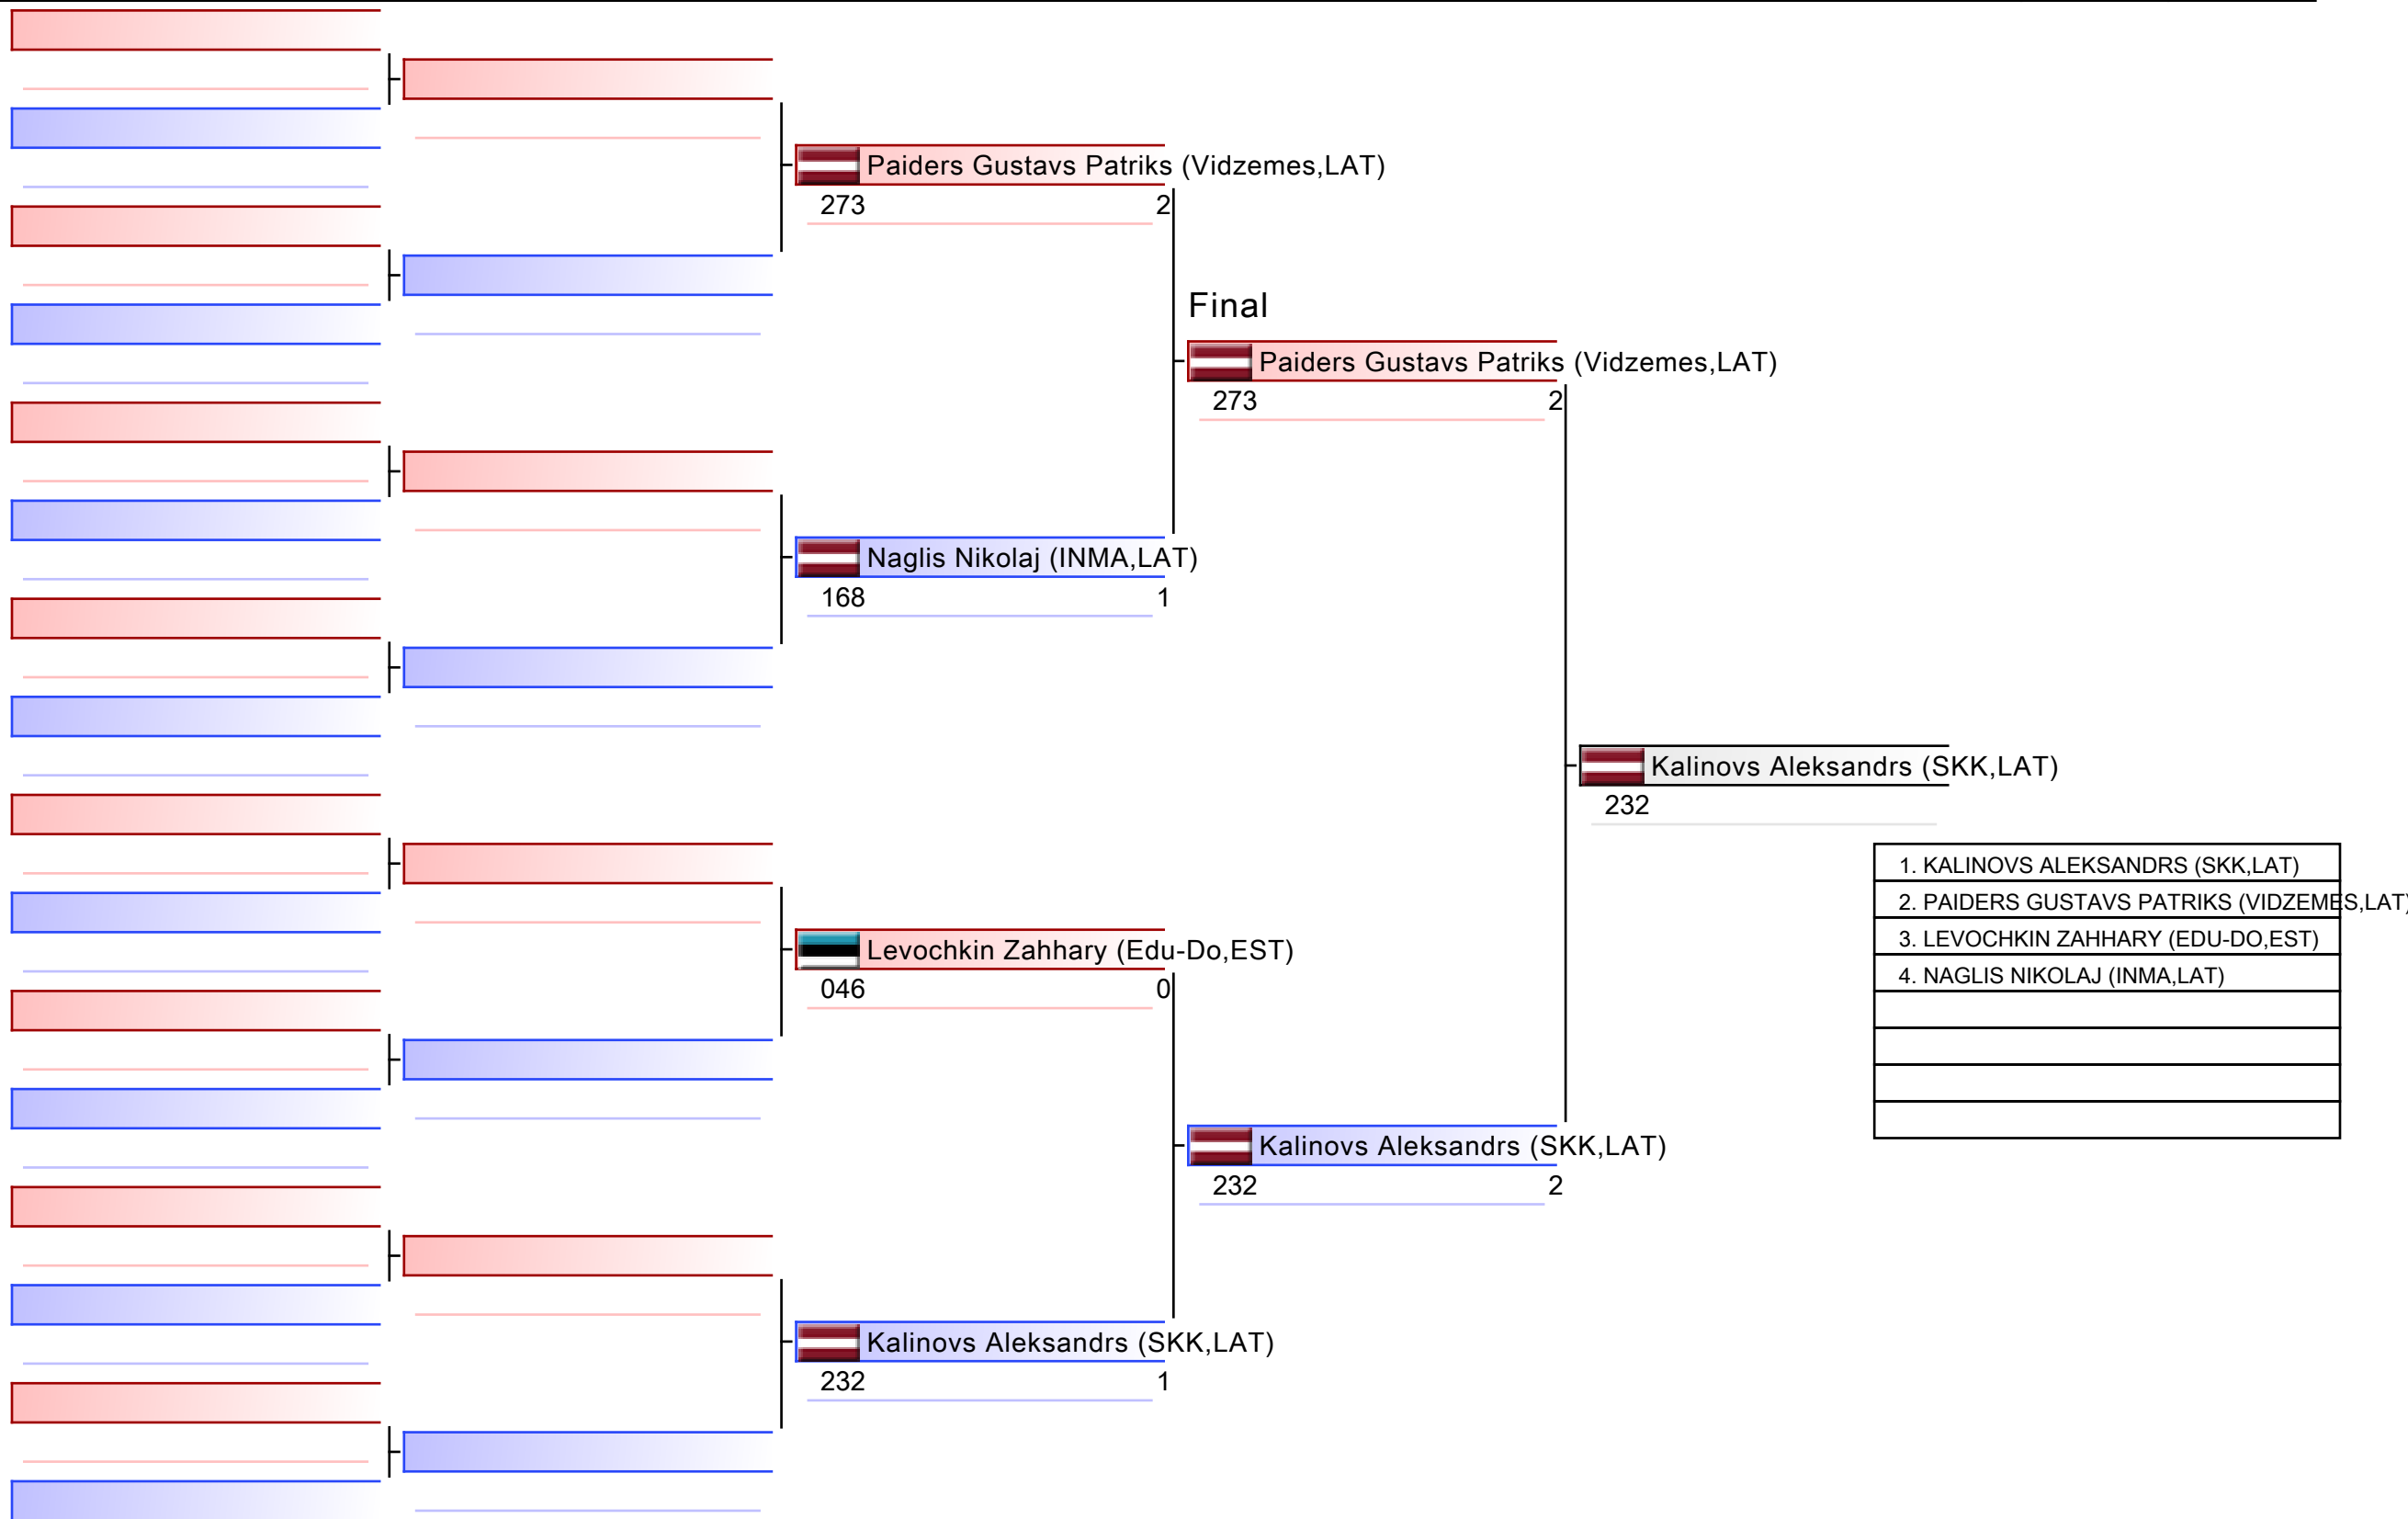 Paiders Gustavs Patriks (Vidzemes,LAT)
273 2
Final
Paiders Gustavs Patriks (Vidzemes,LAT)
273 2
Naglis Nikolaj (INMA,LAT)
168 1
Kalinovs Aleksandrs (SKK,LAT)
232
1. KALINOVS ALEKSANDRS (SKK,LAT)
2. PAIDERS GUSTAVS PATRIKS (VIDZEMES,LAT)
3. LEVOCHKIN ZAHHARY (EDU-DO,EST)
4. NAGLIS NIKOLAJ (INMA,LAT)
Levochkin Zahhary (Edu-Do,EST)
046 0
Kalinovs Aleksandrs (SKK,LAT)
232 2
Kalinovs Aleksandrs (SKK,LAT)
232 1